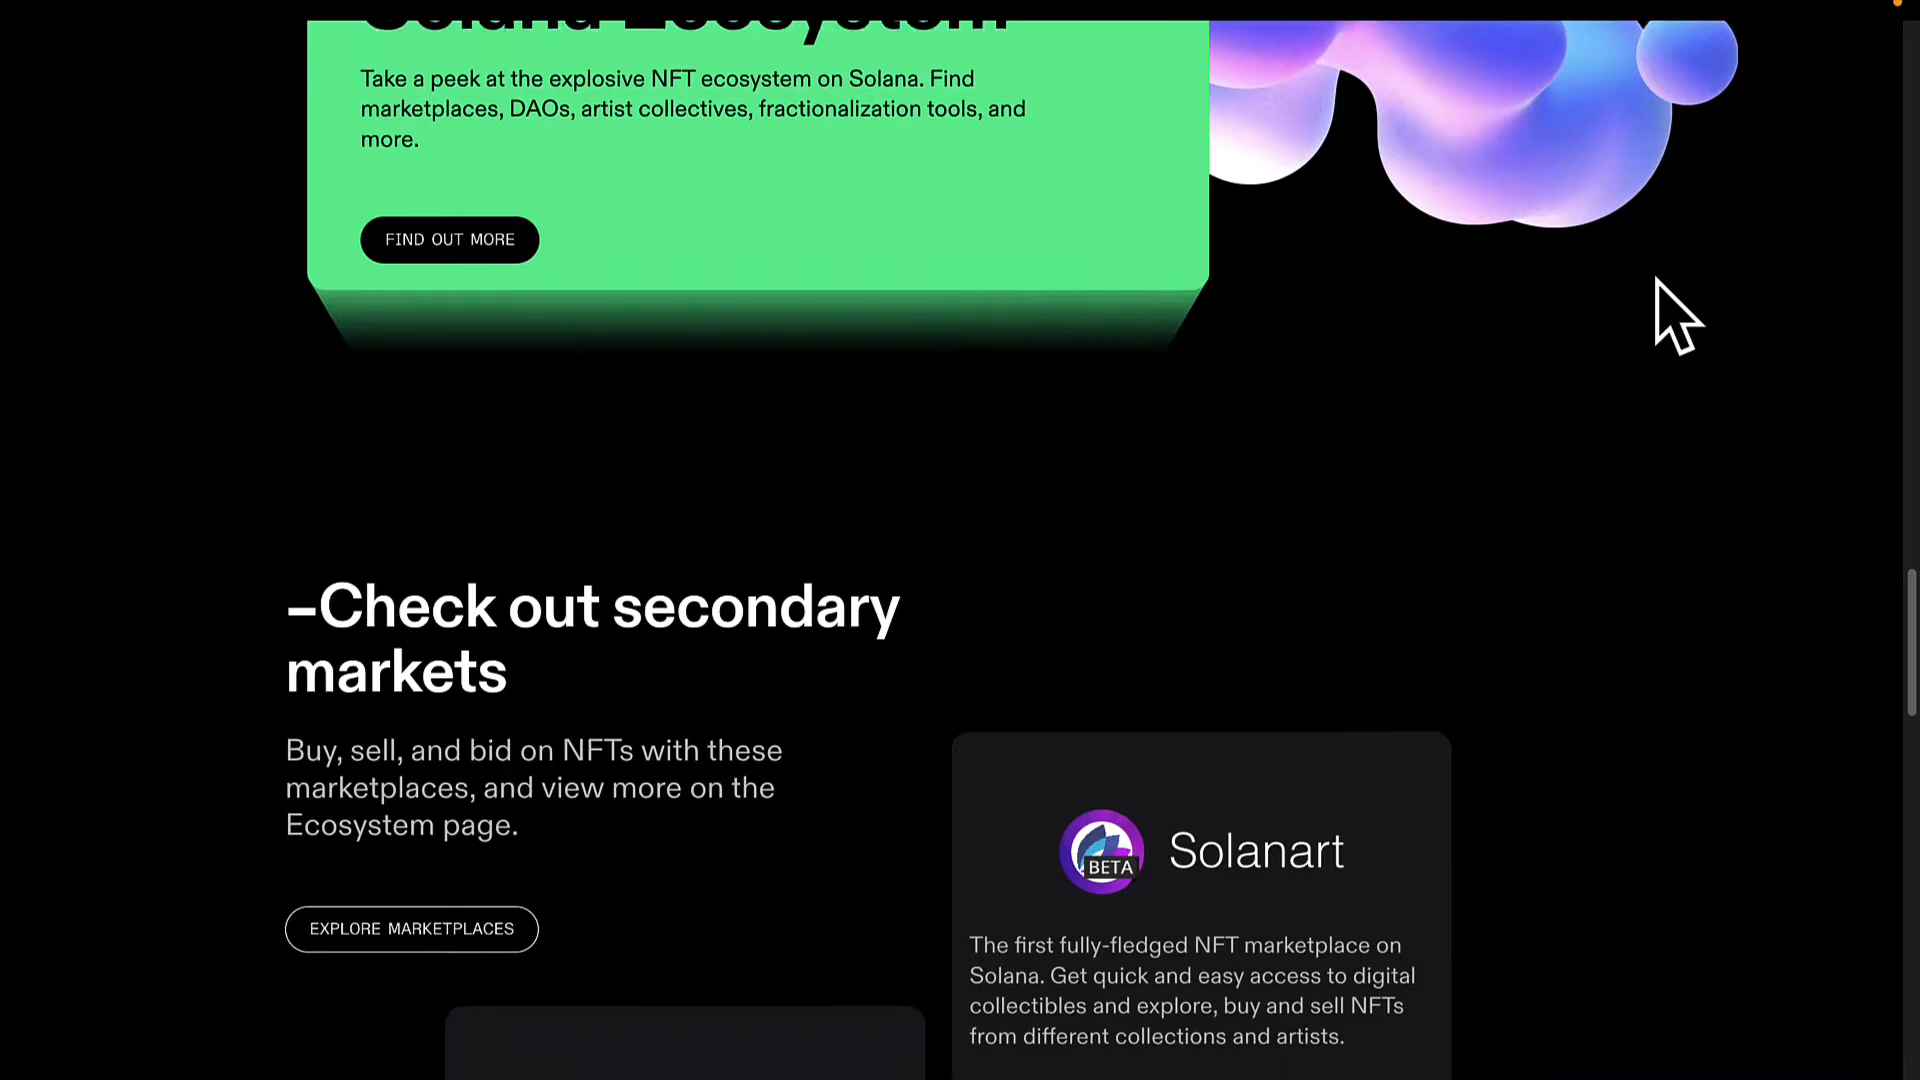 Solana Ecosystem
Take a peek at the explosive NFT ecosystem on Solana. Find
marketplaces, DAOs, artist collectives, fractionalization tools, and
more.
FIND OUT MORE
–Check out secondary
markets
Buy, sell, and bid on NFTs with these
marketplaces, and view more on the
Ecosystem page.
EXPLORE MARKETPLACES
BETA
Solanart
The first fully-fledged NFT marketplace on
Solana. Get quick and easy access to digital
collectibles and explore, buy and sell NFTs
from different collections and artists.